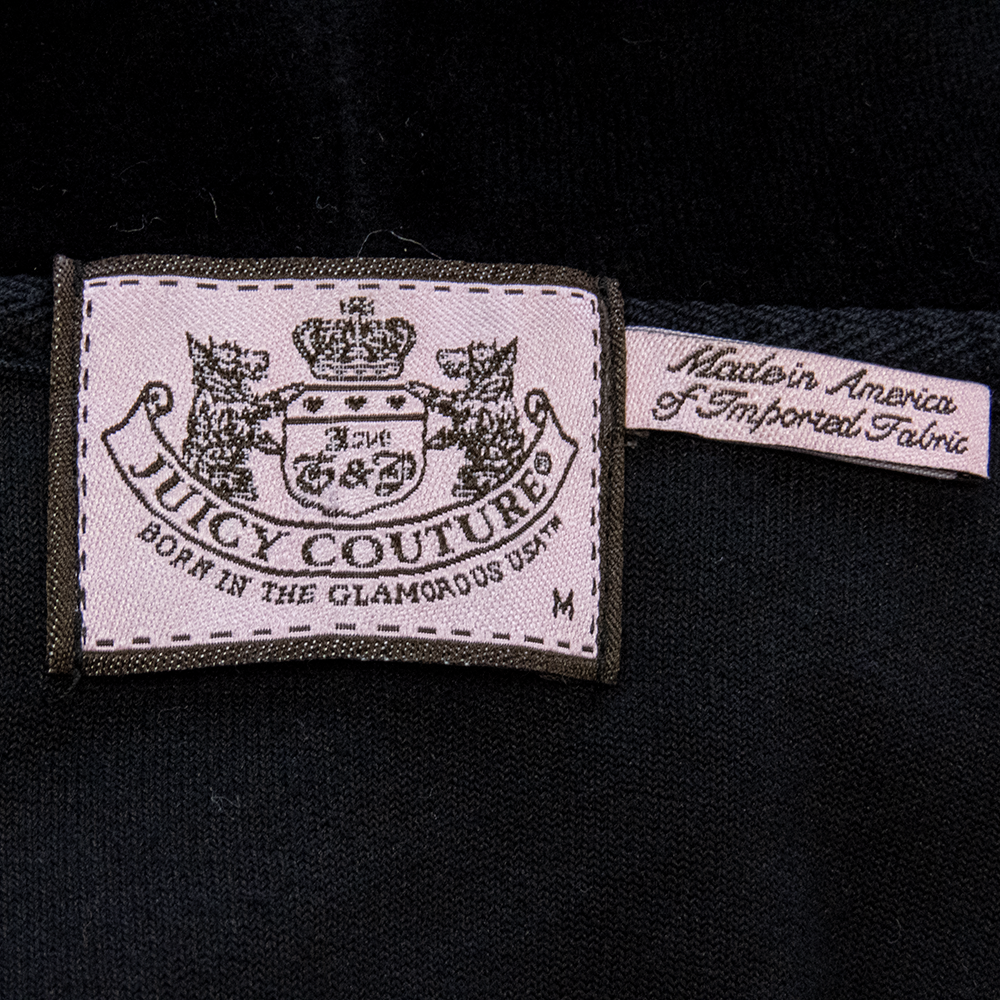 Love
G&P
JUICY COUTURE®
BORN IN THE GLAMOROUS USA™
M
Made in America
of Imported Fabric